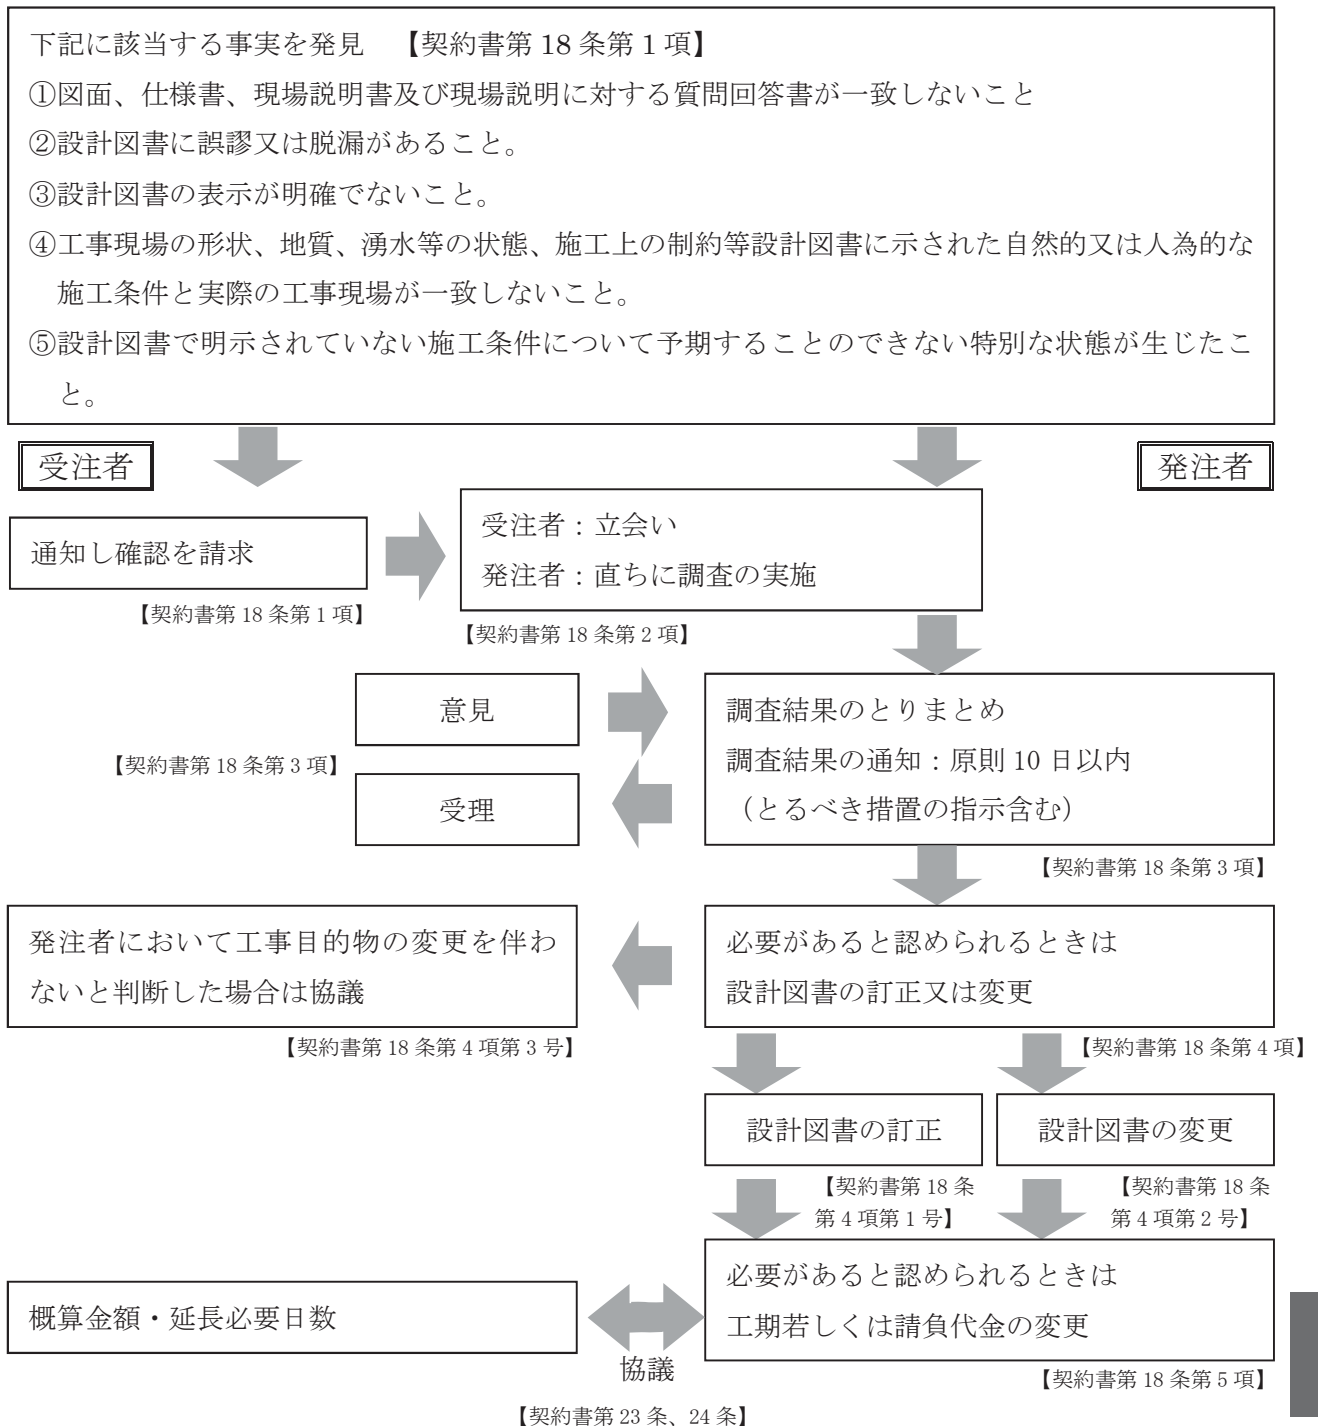 下記に該当する事実を発見　【契約書第 18 条第 1 項】
①図面、仕様書、現場説明書及び現場説明に対する質問回答書が一致しないこと
②設計図書に誤謬又は脱漏があること。
③設計図書の表示が明確でないこと。
④工事現場の形状、地質、湧水等の状態、施工上の制約等設計図書に示された自然的又は人為的な
施工条件と実際の工事現場が一致しないこと。
⑤設計図書で明示されていない施工条件について予期することのできない特別な状態が生じたこ
と。
受注者
発注者
通知し確認を請求
【契約書第 18 条第 1 項】
受注者：立会い
発注者：直ちに調査の実施
【契約書第 18 条第 2 項】
意見
【契約書第 18 条第 3 項】
受理
調査結果のとりまとめ
調査結果の通知：原則 10 日以内
（とるべき措置の指示含む）
【契約書第 18 条第 3 項】
発注者において工事目的物の変更を伴わ
ないと判断した場合は協議
【契約書第 18 条第 4 項第 3 号】
必要があると認められるときは
設計図書の訂正又は変更
【契約書第 18 条第 4 項】
設計図書の訂正
【契約書第 18 条
第 4 項第 1 号】
設計図書の変更
【契約書第 18 条
第 4 項第 2 号】
概算金額・延長必要日数
協議
【契約書第 23 条、24 条】
必要があると認められるときは
工期若しくは請負代金の変更
【契約書第 18 条第 5 項】